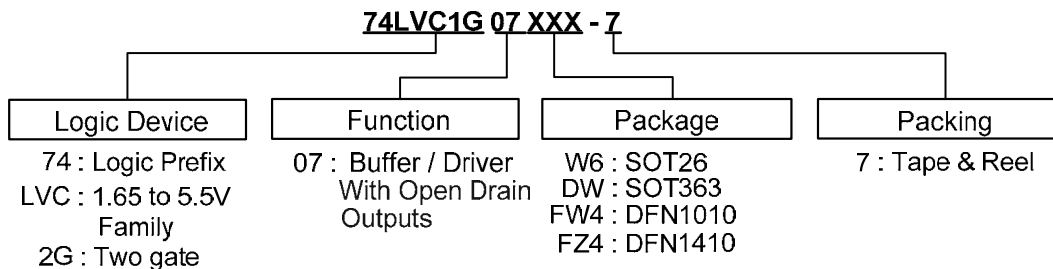 74LVC1G 07 XXX - 7
Logic Device
74 : Logic Prefix
LVC : 1.65 to 5.5V
Family
2G : Two gate
Function
07 : Buffer / Driver
With Open Drain
Outputs
Package
W6 : SOT26
DW : SOT363
FW4 : DFN1010
FZ4 : DFN1410
Packing
7 : Tape & Reel